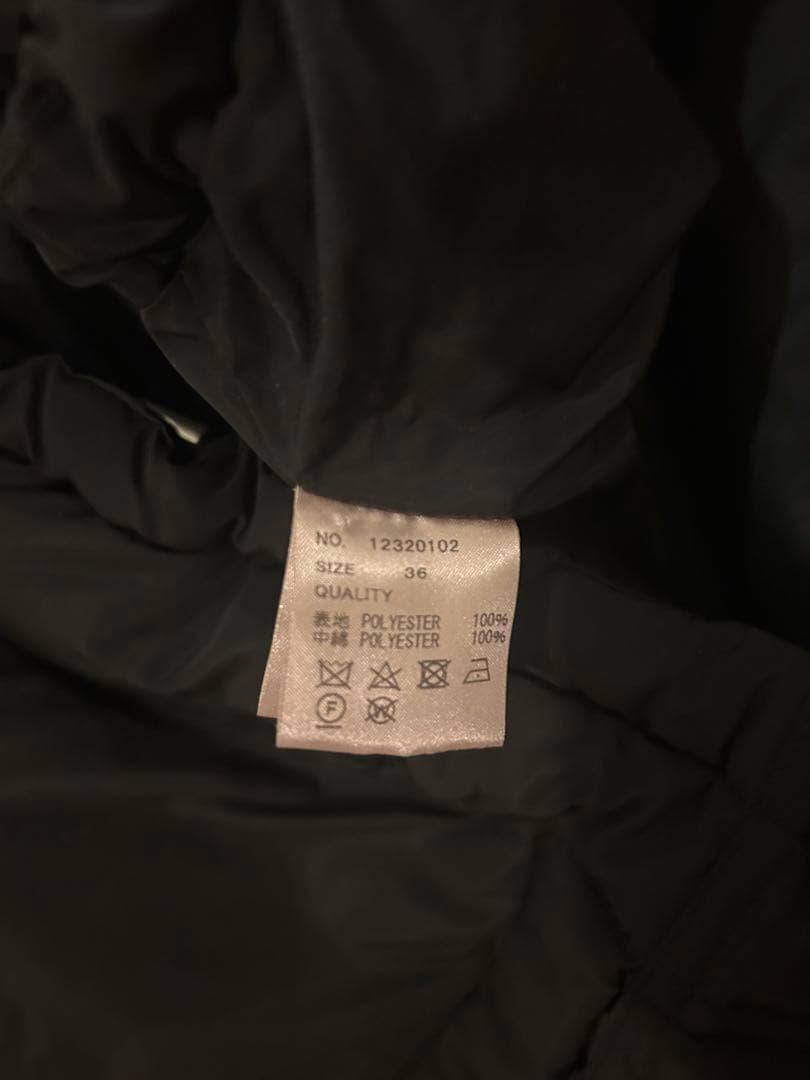 NO. 12320102
SIZE 36
QUALITY
表地 POLYESTER 100%
中綿 POLYESTER 100%
F
W